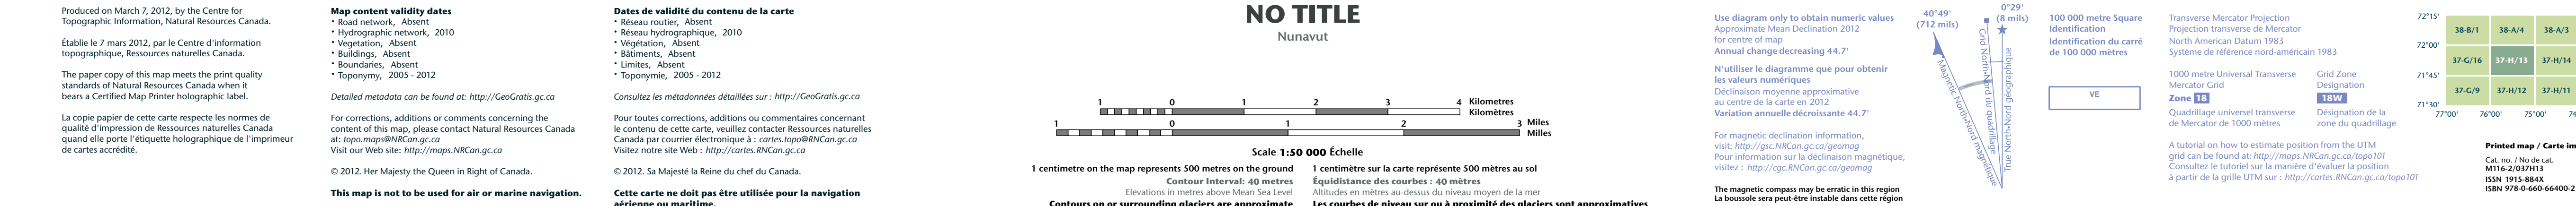 Produced on March 7, 2012, by the Centre for
Topographic Information, Natural Resources Canada.
Établie le 7 mars 2012, par le Centre d'information
topographique, Ressources naturelles Canada.
The paper copy of this map meets the print quality
standards of Natural Resources Canada when it
bears a Certified Map Printer holographic label.
La copie papier de cette carte respecte les normes de
qualité d'impression de Ressources naturelles Canada
quand elle porte l'étiquette holographique de l'imprimeur
de cartes accrédité.
Map content validity dates
• Road network, Absent
• Hydrographic network, 2010
• Vegetation, Absent
• Buildings, Absent
• Boundaries, Absent
• Toponymy, 2005 - 2012
Detailed metadata can be found at: http://GeoGratis.gc.ca
For corrections, additions or comments concerning the
content of this map, please contact Natural Resources Canada
at: topo.maps@NRCan.gc.ca
Visit our Web site: http://maps.NRCan.gc.ca
© 2012. Her Majesty the Queen in Right of Canada.
This map is not to be used for air or marine navigation.
Dates de validité du contenu de la carte
• Réseau routier, Absent
• Réseau hydrographique, 2010
• Végétation, Absent
• Bâtiments, Absent
• Limites, Absent
• Toponymie, 2005 - 2012
Consultez les métadonnées détaillées sur : http://GeoGratis.gc.ca
Pour toutes corrections, additions ou commentaires concernant
le contenu de cette carte, veuillez contacter Ressources naturelles
Canada par courrier électronique à : cartes.topo@RNCan.gc.ca
Visitez notre site Web : http://cartes.RNCan.gc.ca
© 2012. Sa Majesté la Reine du chef du Canada.
Cette carte ne doit pas être utilisée pour la navigation
aérienne ou maritime.
NO TITLE
Nunavut
1 0 1 2 3 4 Kilometres
Kilomètres
1 0 1 2 3 Miles
Milles
Scale 1:50 000 Échelle
1 centimetre on the map represents 500 metres on the ground
1 centimètre sur la carte représente 500 mètres au sol
Contour Interval: 40 metres
Équidistance des courbes : 40 mètres
Elevations in metres above Mean Sea Level
Altitudes en mètres au-dessus du niveau moyen de la mer
Contours on or surrounding glaciers are approximate
Les courbes de niveau sur ou à proximité des glaciers sont approximatives
Use diagram only to obtain numeric values
Approximate Mean Declination 2012
for centre of map
Annual change decreasing 44.7'
N'utiliser le diagramme que pour obtenir
les valeurs numériques
Déclinaison moyenne approximative
au centre de la carte en 2012
Variation annuelle décroissante 44.7'
For magnetic declination information,
visit: http://gsc.NRCan.gc.ca/geomag
Pour information sur la déclinaison magnétique,
visitez : http://cgc.RNCan.gc.ca/geomag
The magnetic compass may be erratic in this region
La boussole sera peut-être instable dans cette région
40°49'
(712 mils)
0°29'
(8 mils)
Magnetic North•Nord magnétique
Grid North•Nord du quadrillage
True North•Nord géographique
100 000 metre Square
Identification
Identification du carré
de 100 000 mètres
VE
Transverse Mercator Projection
Projection transverse de Mercator
North American Datum 1983
Système de référence nord-américain 1983
1000 metre Universal Transverse
Mercator Grid
Zone 18
Quadrillage universel transverse
de Mercator de 1000 mètres
Grid Zone
Designation
18W
Désignation de la
zone du quadrillage
A tutorial on how to estimate position from the UTM
grid can be found at: http://maps.NRCan.gc.ca/topo101
Consultez le tutoriel sur la manière d'évaluer la position
à partir de la grille UTM sur : http://cartes.RNCan.gc.ca/topo101
72°15'
38-B/1 38-A/4 38-A/3
72°00'
37-G/16 37-H/13 37-H/14
71°45'
37-G/9 37-H/12 37-H/11
71°30'
77°00' 76°00' 75°00' 74
Printed map / Carte im
Cat. no. / No de cat.
M116-2/037H13
ISSN 1915-884X
ISBN 978-0-660-66400-2